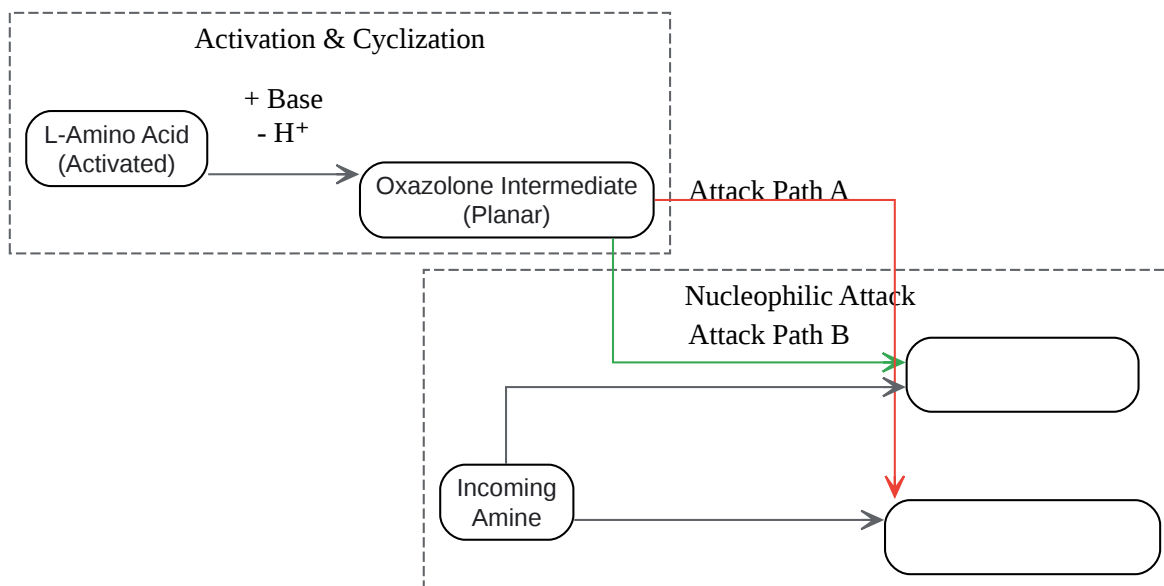 Activation & Cyclization
+ Base
- H⁺
L-Amino Acid
(Activated)
Oxazolone Intermediate
(Planar)
Attack Path A
Nucleophilic Attack
Attack Path B
Incoming
Amine